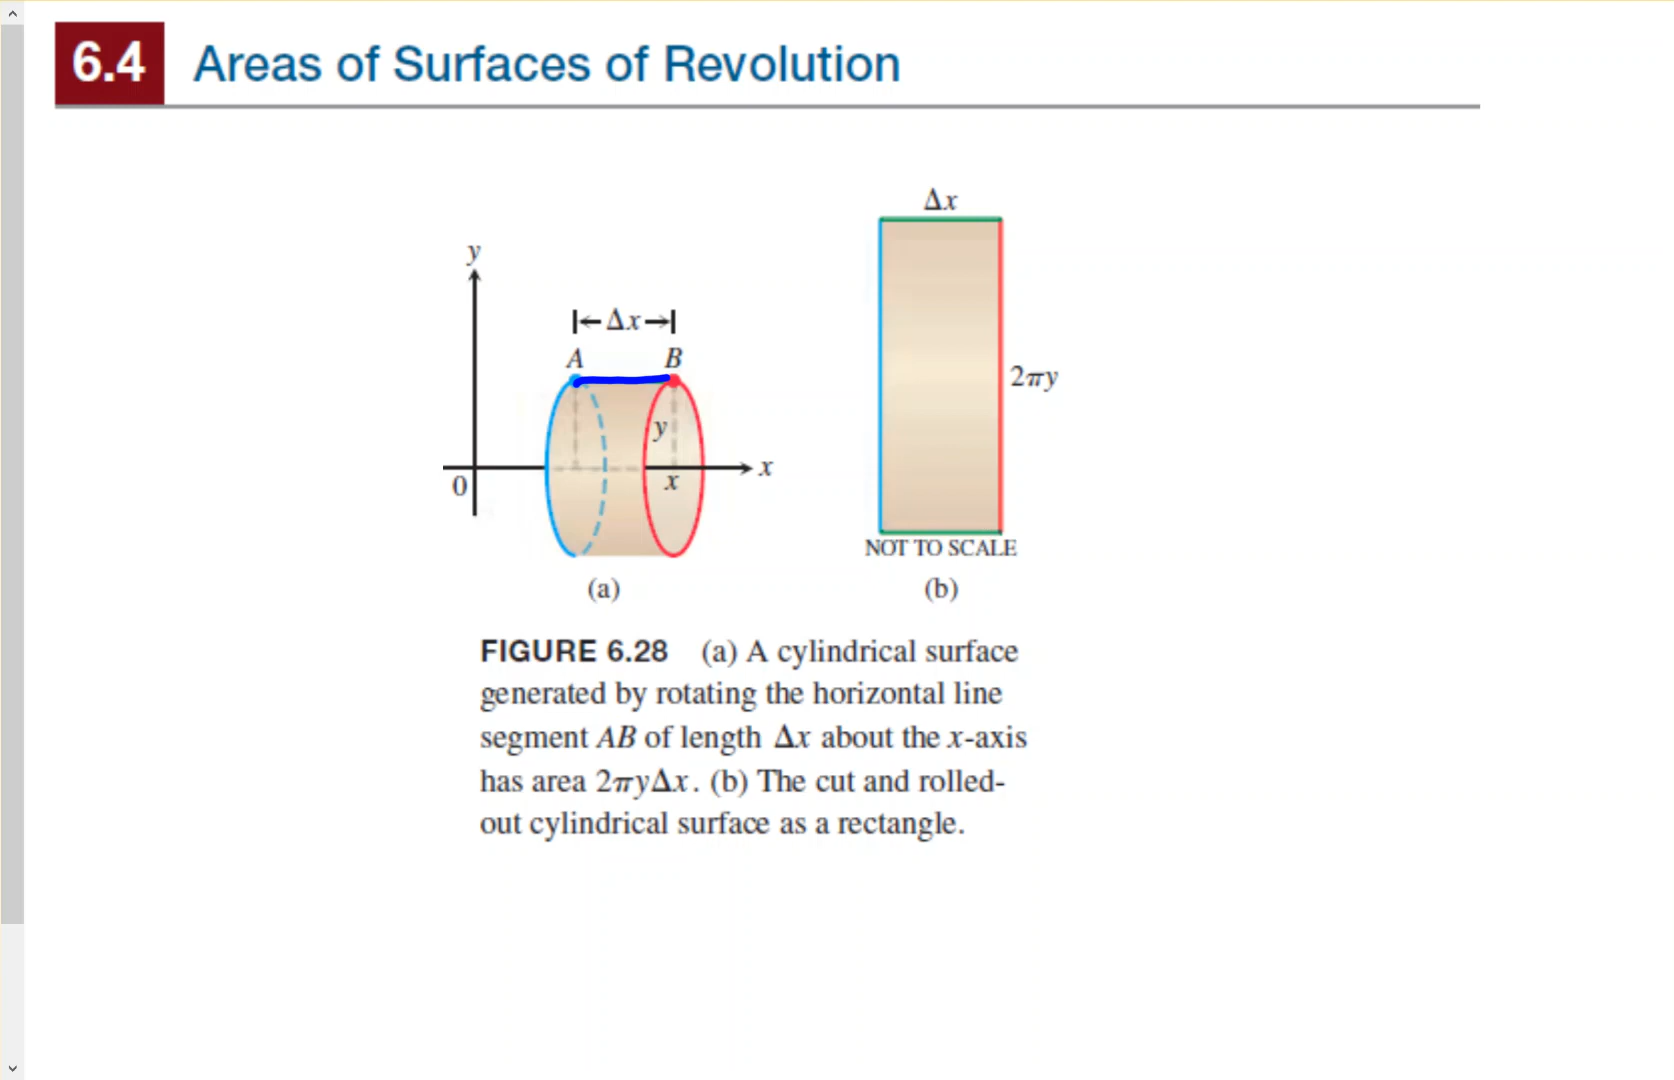 6.4 Areas of Surfaces of Revolution
y
Δx
A B
y
0
x
x
(a)
Δx
2πy
NOT TO SCALE
(b)
FIGURE 6.28 (a) A cylindrical surface
generated by rotating the horizontal line
segment AB of length Δx about the x-axis
has area 2πyΔx. (b) The cut and rolled-
out cylindrical surface as a rectangle.